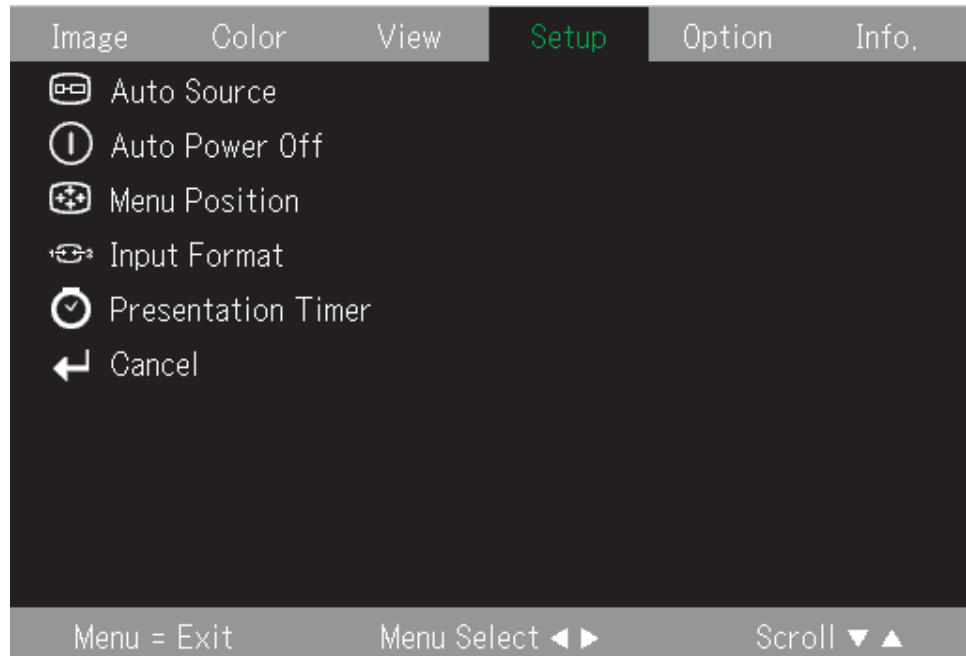 Image Color View Setup Option Info.
Auto Source
Auto Power Off
Menu Position
Input Format
Presentation Timer
Cancel
Menu = Exit Menu Select ◀ ▶ Scroll ▼ ▲